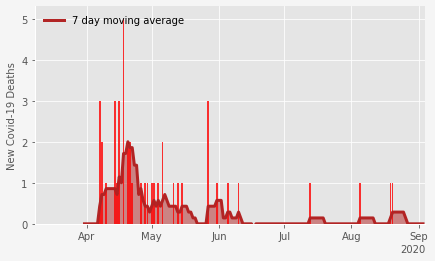 7 day moving average
New Covid-19 Deaths
5
4
3
2
1
0
Apr
May
Jun
Jul
Aug
Sep
2020